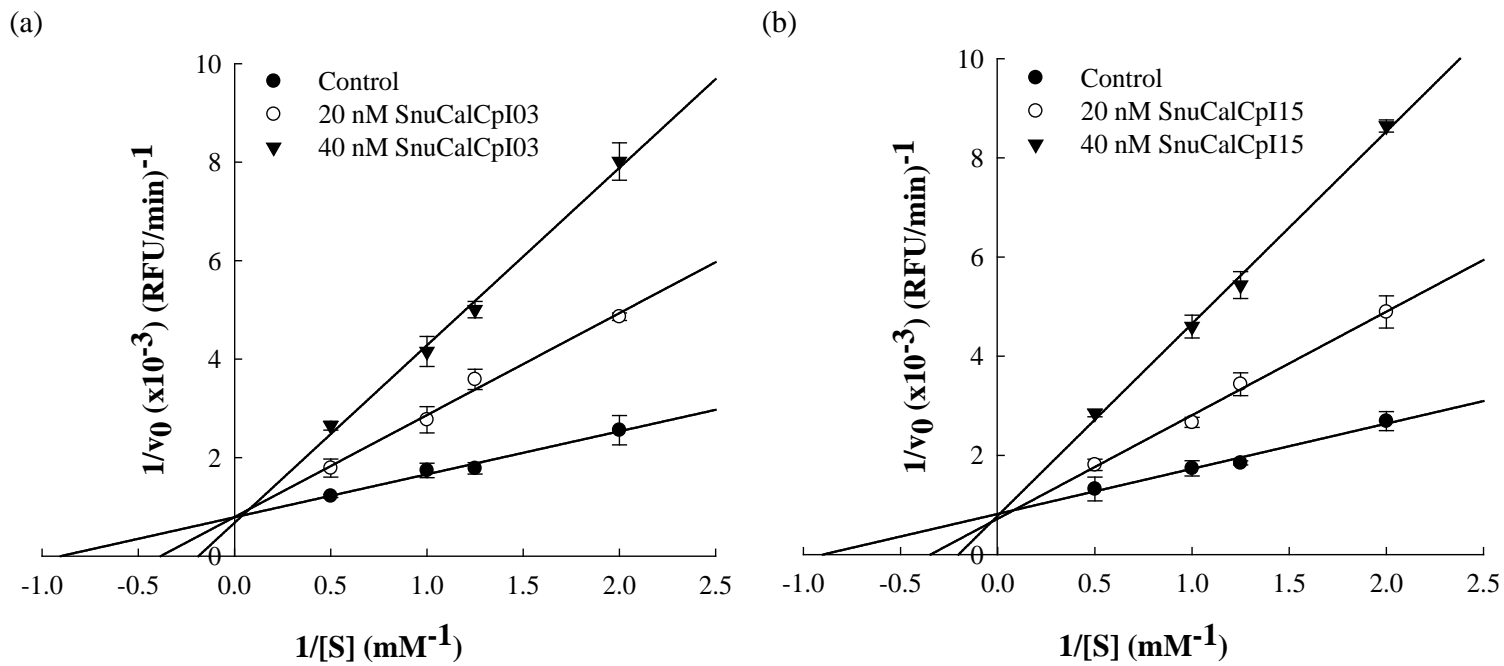 (a)
Control
20 nM SnuCalCpI03
40 nM SnuCalCpI03
1/v0 (x10-3) (RFU/min)-1
10
8
6
4
2
0
-1.0 -0.5 0.0 0.5 1.0 1.5 2.0 2.5
1/[S] (mM-1)
(b)
Control
20 nM SnuCalCpI15
40 nM SnuCalCpI15
1/v0 (x10-3) (RFU/min)-1
10
8
6
4
2
0
-1.0 -0.5 0.0 0.5 1.0 1.5 2.0 2.5
1/[S] (mM-1)